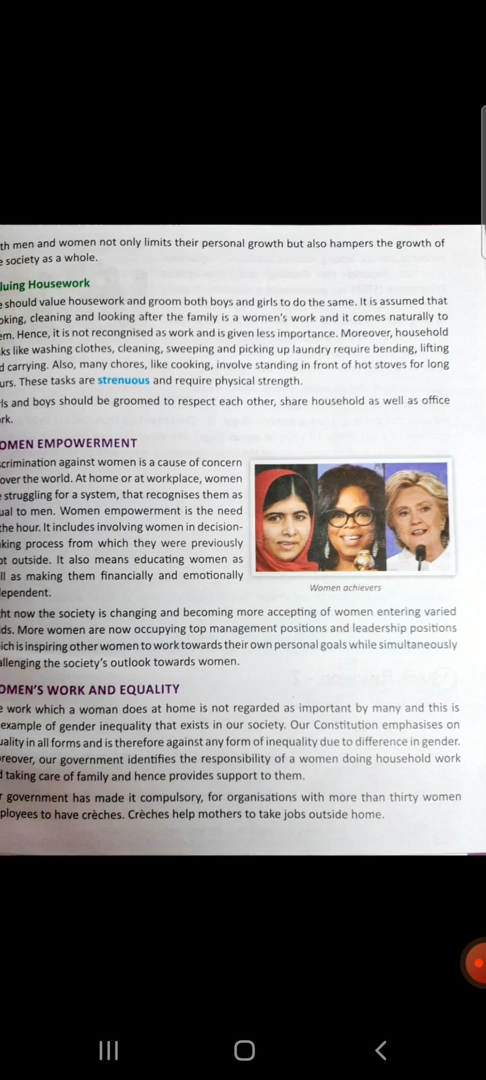 th men and women not only limits their personal growth but also hampers the growth of
e society as a whole.
luing Housework
e should value housework and groom both boys and girls to do the same. It is assumed that
oking, cleaning and looking after the family is a women's work and it comes naturally to
em. Hence, it is not recongnised as work and is given less importance. Moreover, household
ks like washing clothes, cleaning, sweeping and picking up laundry require bending, lifting
d carrying. Also, many chores, like cooking, involve standing in front of hot stoves for long
urs. These tasks are strenuous and require physical strength.
ls and boys should be groomed to respect each other, share household as well as office
rk.
OMEN EMPOWERMENT
crimination against women is a cause of concern
over the world. At home or at workplace, women
e struggling for a system, that recognises them as
ual to men. Women empowerment is the need
the hour. It includes involving women in decision-
king process from which they were previously
t outside. It also means educating women as
ll as making them financially and emotionally
ependent.
Women achievers
ht now the society is changing and becoming more accepting of women entering varied
ds. More women are now occupying top management positions and leadership positions
ich is inspiring other women to work towards their own personal goals while simultaneously
allenging the society's outlook towards women.
OMEN'S WORK AND EQUALITY
e work which a woman does at home is not regarded as important by many and this is
example of gender inequality that exists in our society. Our Constitution emphasises on
uality in all forms and is therefore against any form of inequality due to difference in gender.
reover, our government identifies the responsibility of a women doing household work
d taking care of family and hence provides support to them.
r government has made it compulsory, for organisations with more than thirty women
ployees to have crèches. Crèches help mothers to take jobs outside home.